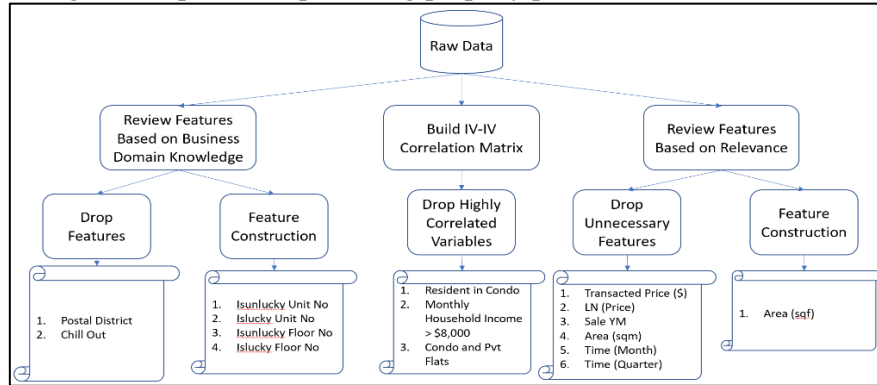 Raw Data
Review Features
Based on Business
Domain Knowledge
Build IV-IV
Correlation Matrix
Review Features
Based on Relevance
Drop
Features
Feature
Construction
Drop Highly
Correlated
Variables
Drop
Unnecessary
Features
Feature
Construction
1. Postal District
2. Chill Out
1. Isunlucky Unit No
2. Islucky Unit No
3. Isunlucky Floor No
4. Islucky Floor No
1. Resident in Condo
2. Monthly
Household Income
> $8,000
3. Condo and Pvt
Flats
1. Transacted Price ($)
2. LN (Price)
3. Sale YM
4. Area (sqm)
5. Time (Month)
6. Time (Quarter)
1. Area (sqf)